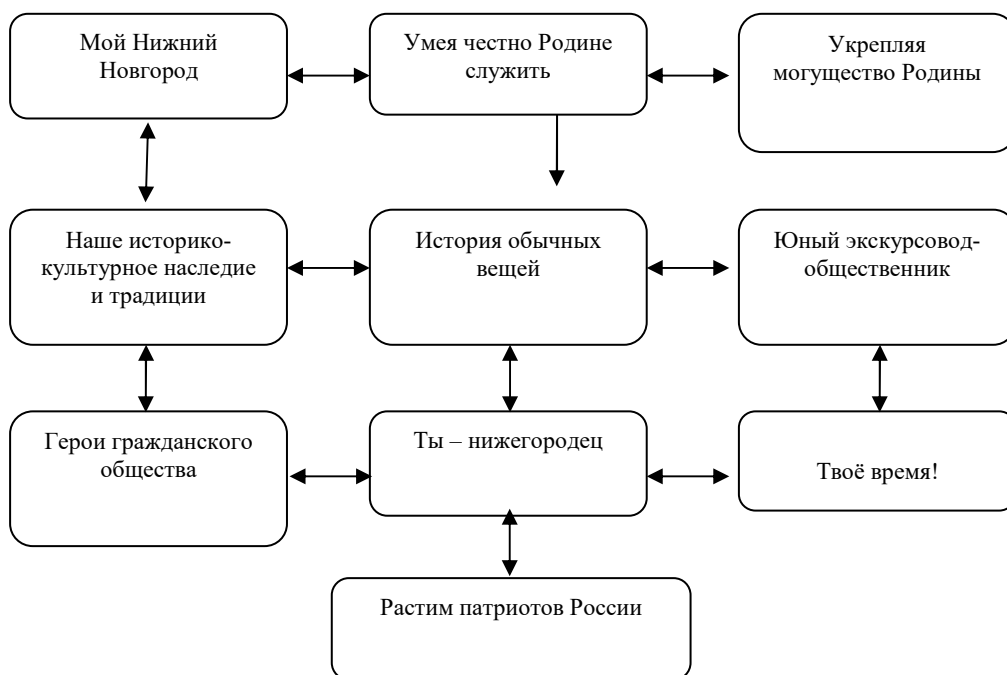 Мой Нижний
Новгород
Умея честно Родине
служить
Укрепляя
могущество Родины
Наше историко-
культурное наследие
и традиции
История обычных
вещей
Юный экскурсовод-
общественник
Герои гражданского
общества
Ты – нижегородец
Твоё время!
Растим патриотов России